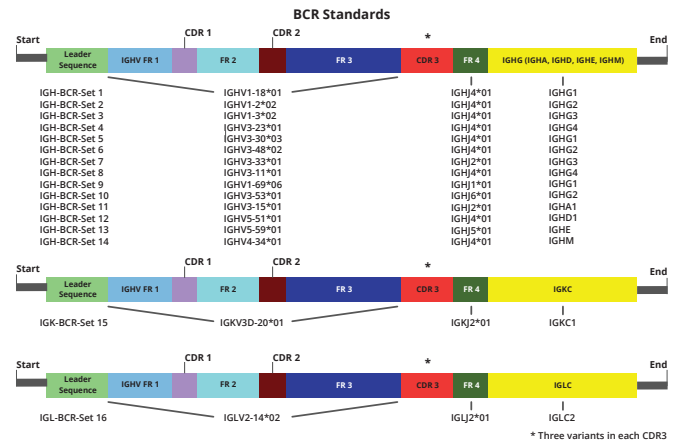 BCR Standards
Start CDR 1 CDR 2 * End
Leader Sequence IGHV FR 1 FR 2 FR 3 CDR 3 FR 4 IGHG (IGHA, IGHD, IGHE, IGHM)
IGH-BCR-Set 1 IGHV1-18*01 IGHJ4*01 IGHG1
IGH-BCR-Set 2 IGHV1-2*02 IGHJ4*01 IGHG2
IGH-BCR-Set 3 IGHV1-3*02 IGHJ4*01 IGHG3
IGH-BCR-Set 4 IGHV3-23*01 IGHJ4*01 IGHG4
IGH-BCR-Set 5 IGHV3-30*03 IGHJ4*01 IGHG1
IGH-BCR-Set 6 IGHV3-48*02 IGHJ4*01 IGHG2
IGH-BCR-Set 7 IGHV3-33*01 IGHJ2*01 IGHG3
IGH-BCR-Set 8 IGHV3-11*01 IGHJ4*01 IGHG4
IGH-BCR-Set 9 IGHV1-69*06 IGHJ1*01 IGHG1
IGH-BCR-Set 10 IGHV3-53*01 IGHJ6*01 IGHG2
IGH-BCR-Set 11 IGHV3-15*01 IGHJ2*01 IGHA1
IGH-BCR-Set 12 IGHV5-51*01 IGHJ4*01 IGHD1
IGH-BCR-Set 13 IGHV5-59*01 IGHJ5*01 IGHE
IGH-BCR-Set 14 IGHV4-34*01 IGHJ4*01 IGHM
Start CDR 1 CDR 2 * End
Leader Sequence IGHV FR 1 FR 2 FR 3 CDR 3 FR 4 IGKC
IGK-BCR-Set 15 IGKV3D-20*01 IGKJ2*01 IGKC1
Start CDR 1 CDR 2 * End
Leader Sequence IGHV FR 1 FR 2 FR 3 CDR 3 FR 4 IGLC
IGL-BCR-Set 16 IGLV2-14*02 IGLJ2*01 IGLC2
* Three variants in each CDR3